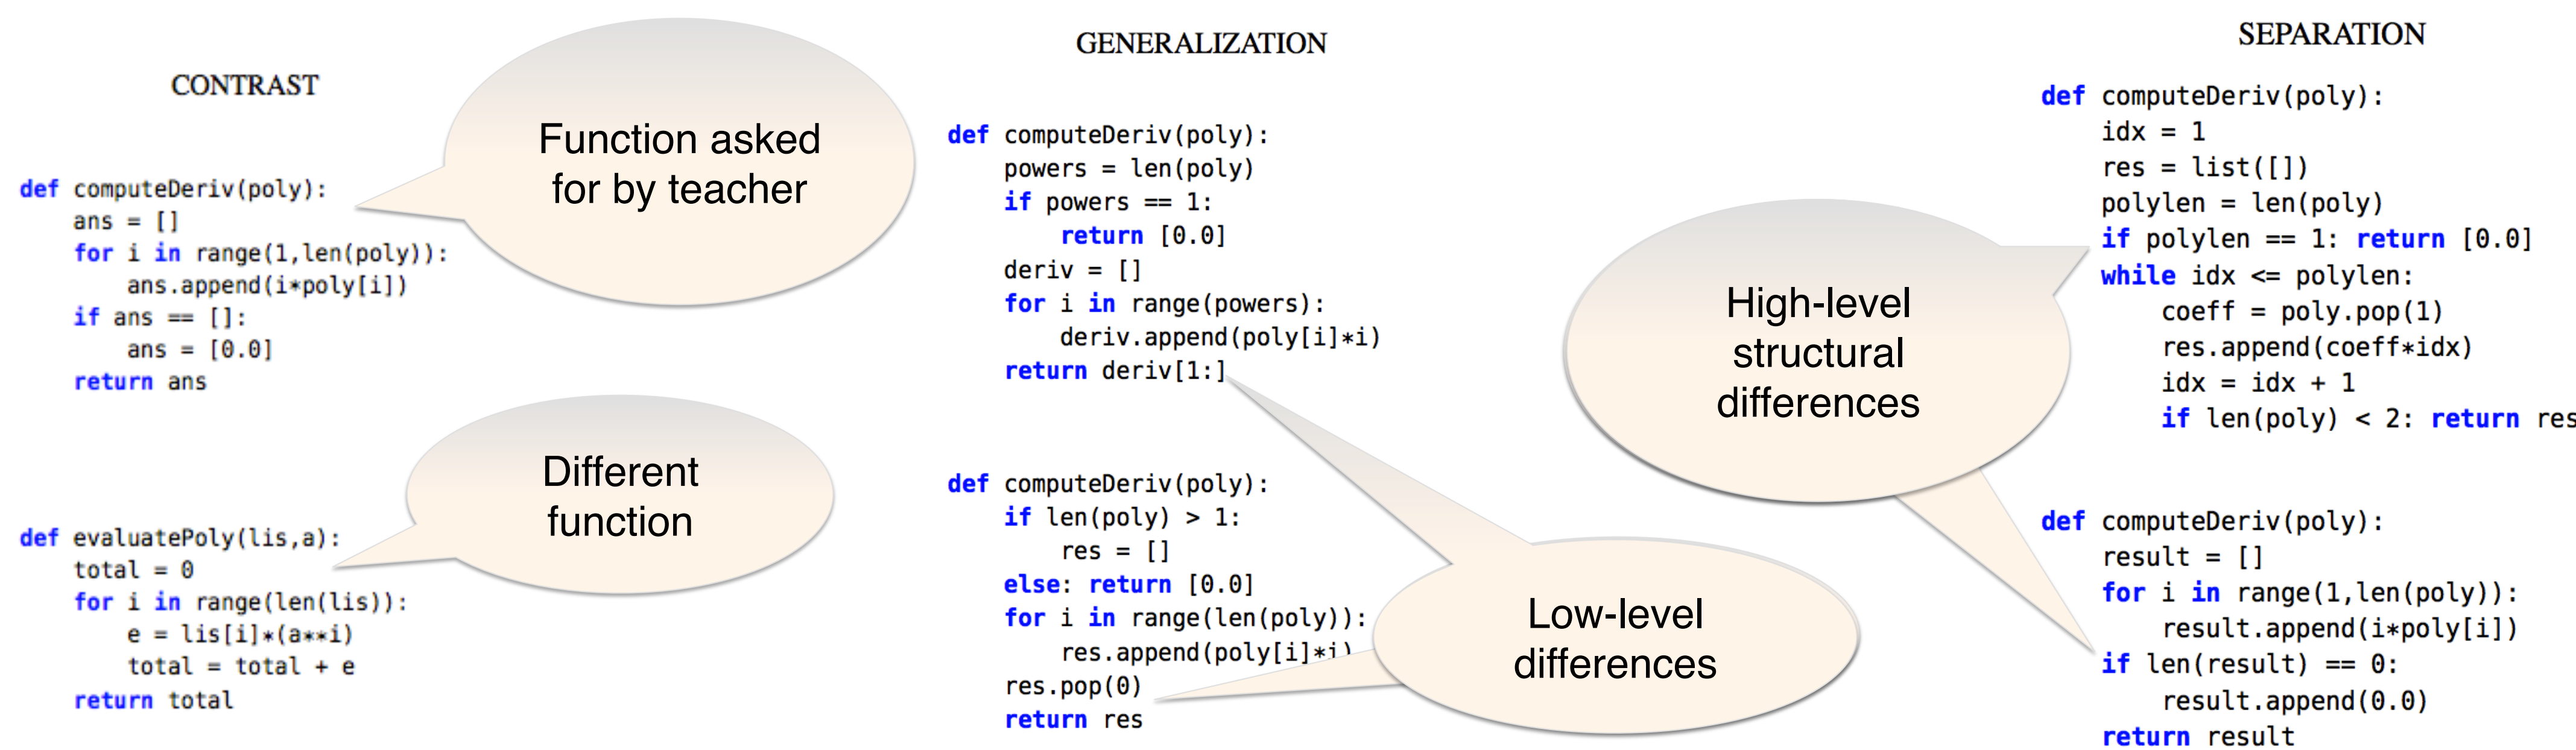 CONTRAST
def computeDeriv(poly):
    ans = []
    for i in range(1,len(poly)):
        ans.append(i*poly[i])
    if ans == []:
        ans = [0.0]
    return ans
Function asked
for by teacher
def evaluatePoly(lis,a):
    total = 0
    for i in range(len(lis)):
        e = lis[i]*(a**i)
        total = total + e
    return total
Different
function
GENERALIZATION
def computeDeriv(poly):
    powers = len(poly)
    if powers == 1:
        return [0.0]
    deriv = []
    for i in range(powers):
        deriv.append(poly[i]*i)
    return deriv[1:]
def computeDeriv(poly):
    if len(poly) > 1:
        res = []
    else: return [0.0]
    for i in range(len(poly)):
        res.append(poly[i]*i)
    res.pop(0)
    return res
Low-level
differences
High-level
structural
differences
SEPARATION
def computeDeriv(poly):
    idx = 1
    res = list([])
    polylen = len(poly)
    if polylen == 1: return [0.0]
    while idx <= polylen:
        coeff = poly.pop(1)
        res.append(coeff*idx)
        idx = idx + 1
        if len(poly) < 2: return res
def computeDeriv(poly):
    result = []
    for i in range(1,len(poly)):
        result.append(i*poly[i])
    if len(result) == 0:
        result.append(0.0)
    return result